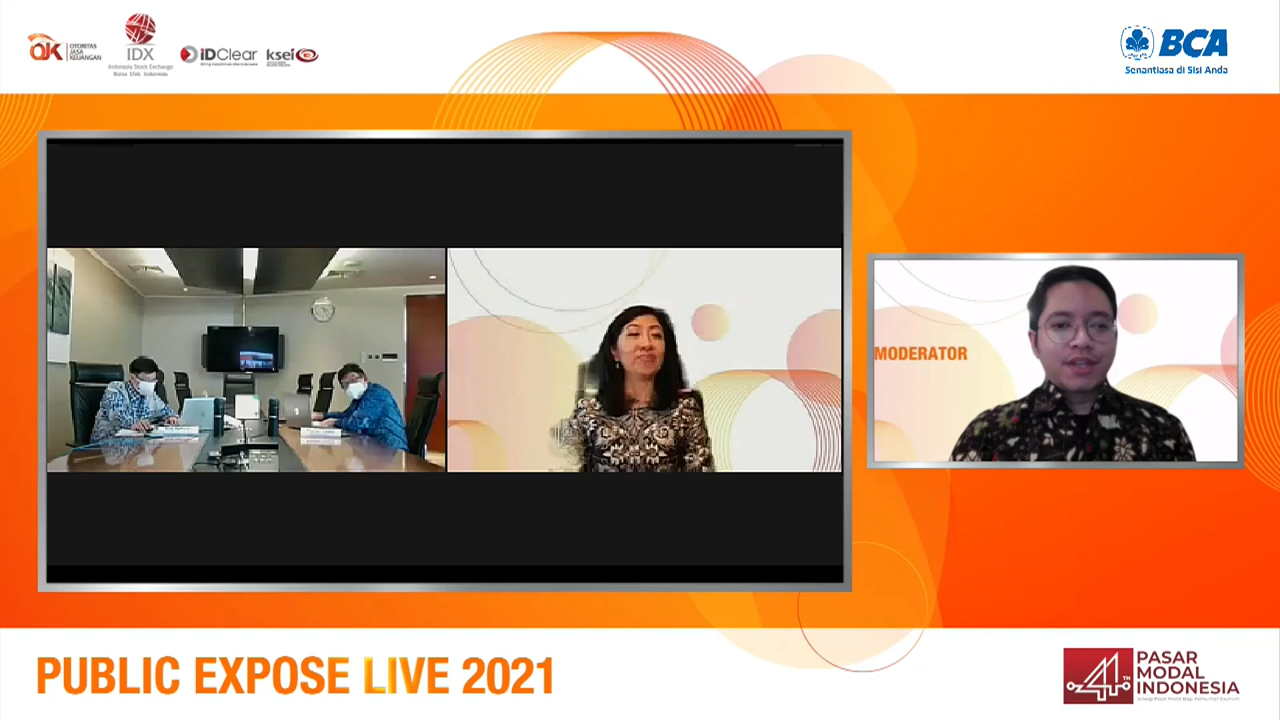 OJK OTORITAS
JASA
KEUANGAN
IDX
Indonesia Stock Exchange
Bursa Efek Indonesia
iDClear
ksei
BCA
Senantiasa di Sisi Anda
MODERATOR
PUBLIC EXPOSE LIVE 2021
44TH
PASAR
MODAL
INDONESIA